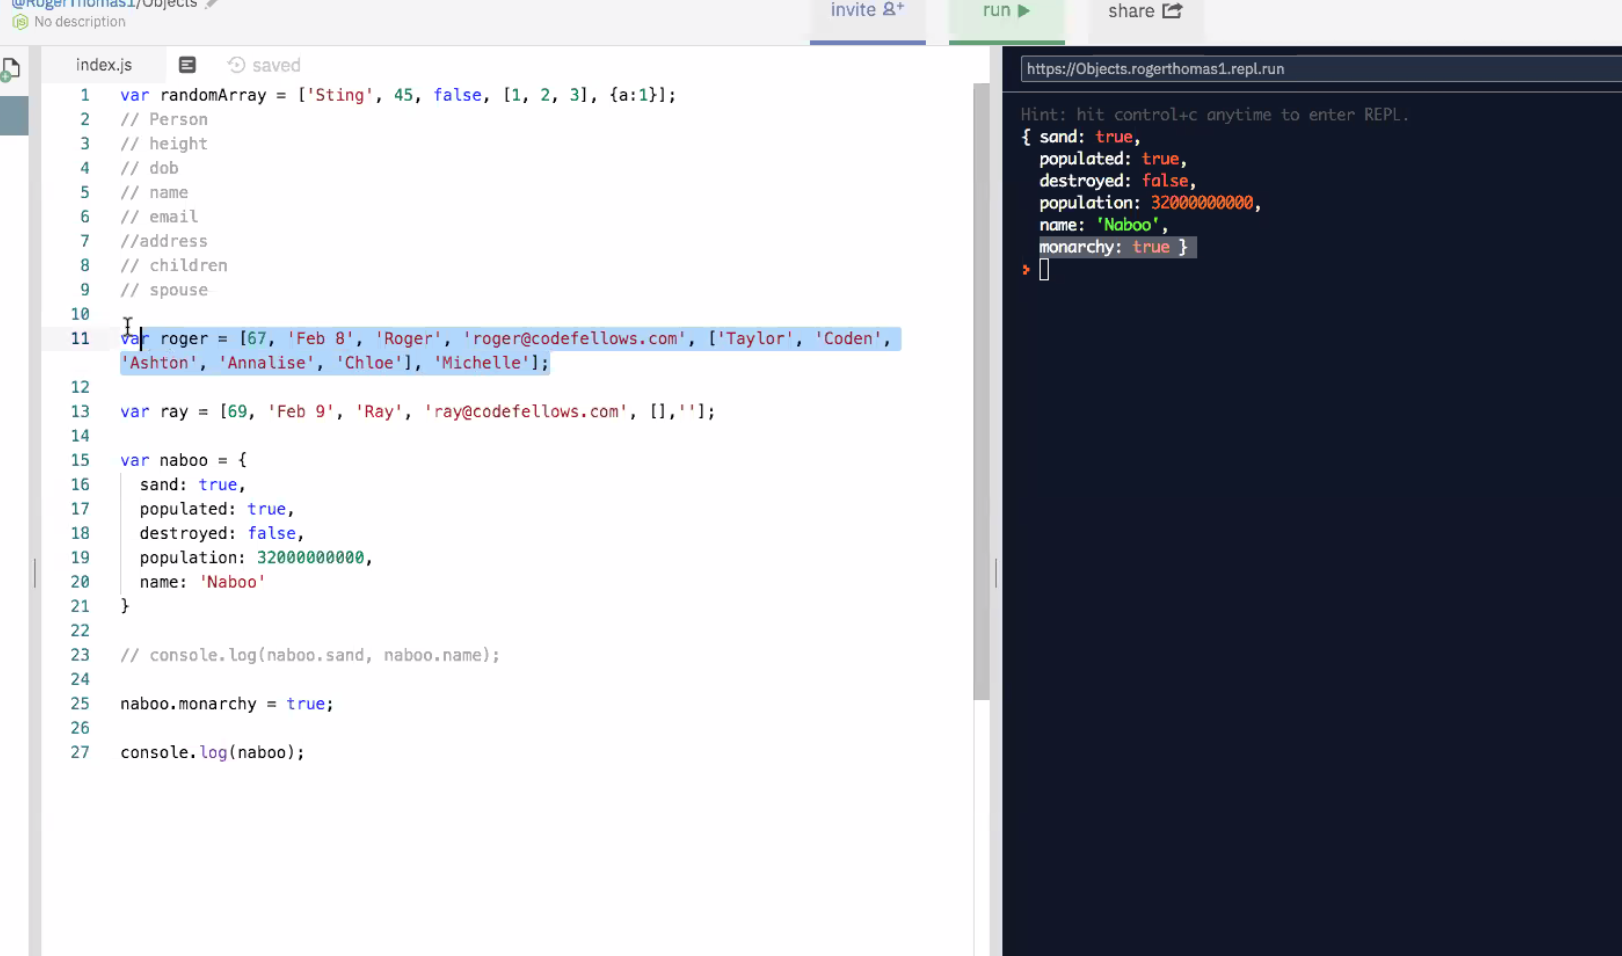 @RogerThomas1/Objects
No description
invite
run
share
index.js
saved
1 var randomArray = ['Sting', 45, false, [1, 2, 3], {a:1}];
2 // Person
3 // height
4 // dob
5 // name
6 // email
7 //address
8 // children
9 // spouse
10
11 var roger = [67, 'Feb 8', 'Roger', 'roger@codefellows.com', ['Taylor', 'Coden',
'Ashton', 'Annalise', 'Chloe'], 'Michelle'];
12
13 var ray = [69, 'Feb 9', 'Ray', 'ray@codefellows.com', [],''];
14
15 var naboo = {
16 sand: true,
17 populated: true,
18 destroyed: false,
19 population: 32000000000,
20 name: 'Naboo'
21 }
22
23 // console.log(naboo.sand, naboo.name);
24
25 naboo.monarchy = true;
26
27 console.log(naboo);
https://Objects.rogerthomas1.repl.run
Hint: hit control+c anytime to enter REPL.
{ sand: true,
populated: true,
destroyed: false,
population: 32000000000,
name: 'Naboo',
monarchy: true }
>